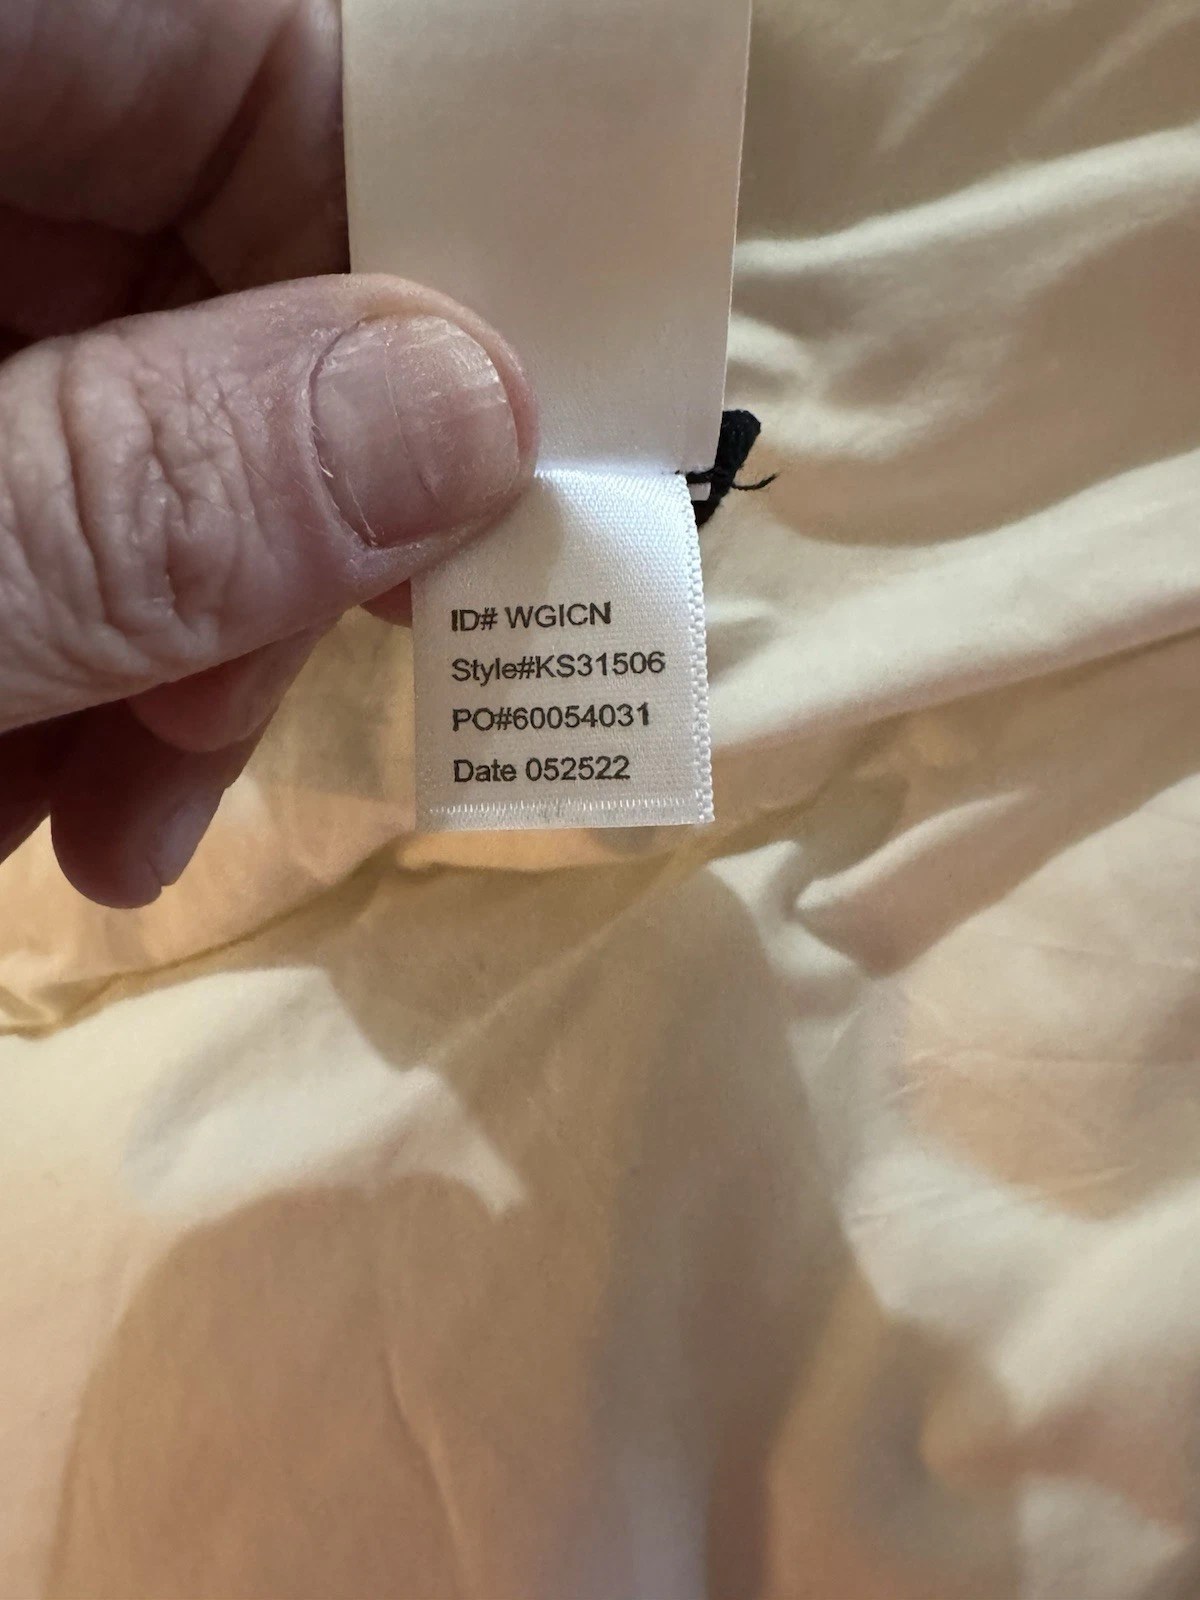 ID# WGICN
Style#KS31506
PO#60054031
Date 052522